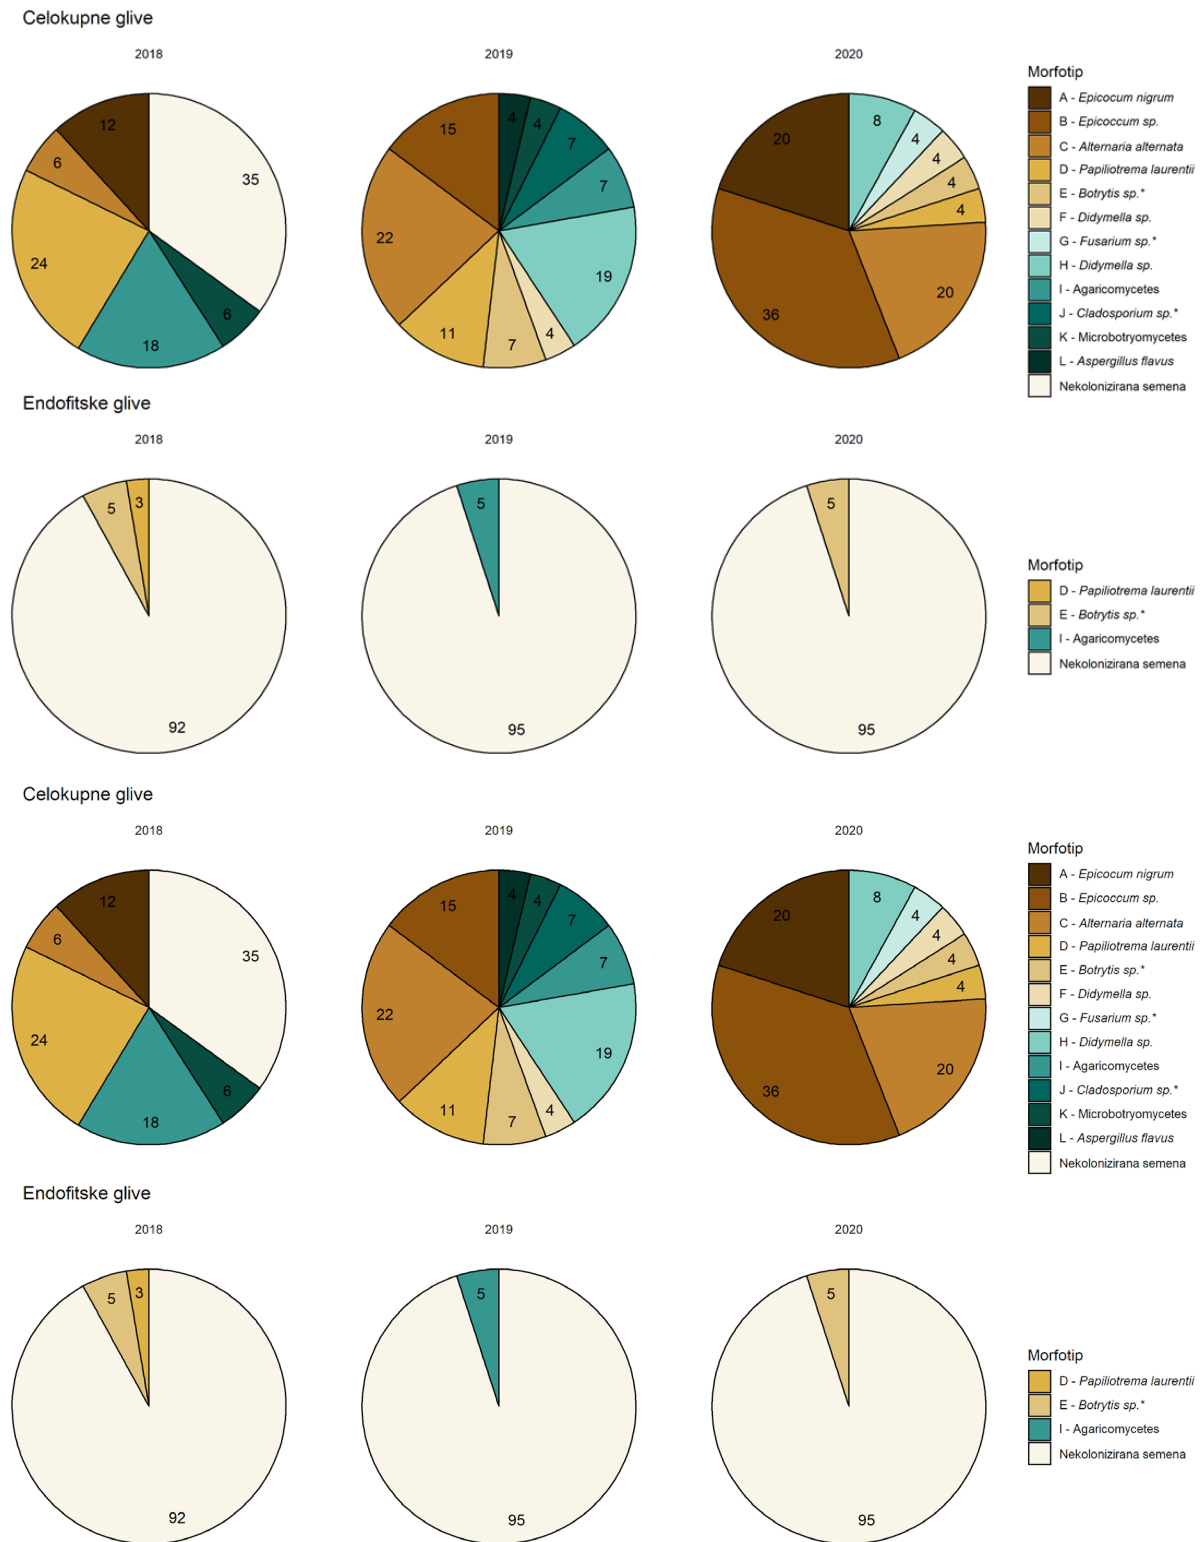 Celokupne glive
2018
2019
2020
12
35
6
24
18
6
15
4
4
7
7
22
19
11
7
4
20
8
4
4
4
4
20
36
Morfotip
A - Epicocum nigrum
B - Epicoccum sp.
C - Alternaria alternata
D - Papiliotrema laurentii
E - Botrytis sp.*
F - Didymella sp.
G - Fusarium sp.*
H - Didymella sp.
I - Agaricomycetes
J - Cladosporium sp.*
K - Microbotryomycetes
L - Aspergillus flavus
Nekolonizirana semena
Endofitske glive
2018
2019
2020
5
3
92
5
95
5
95
Morfotip
D - Papiliotrema laurentii
E - Botrytis sp.*
I - Agaricomycetes
Nekolonizirana semena
Celokupne glive
2018
2019
2020
12
35
6
24
18
6
15
4
4
7
7
22
19
11
7
4
20
8
4
4
4
4
20
36
Morfotip
A - Epicocum nigrum
B - Epicoccum sp.
C - Alternaria alternata
D - Papiliotrema laurentii
E - Botrytis sp.*
F - Didymella sp.
G - Fusarium sp.*
H - Didymella sp.
I - Agaricomycetes
J - Cladosporium sp.*
K - Microbotryomycetes
L - Aspergillus flavus
Nekolonizirana semena
Endofitske glive
2018
2019
2020
5
3
92
5
95
5
95
Morfotip
D - Papiliotrema laurentii
E - Botrytis sp.*
I - Agaricomycetes
Nekolonizirana semena